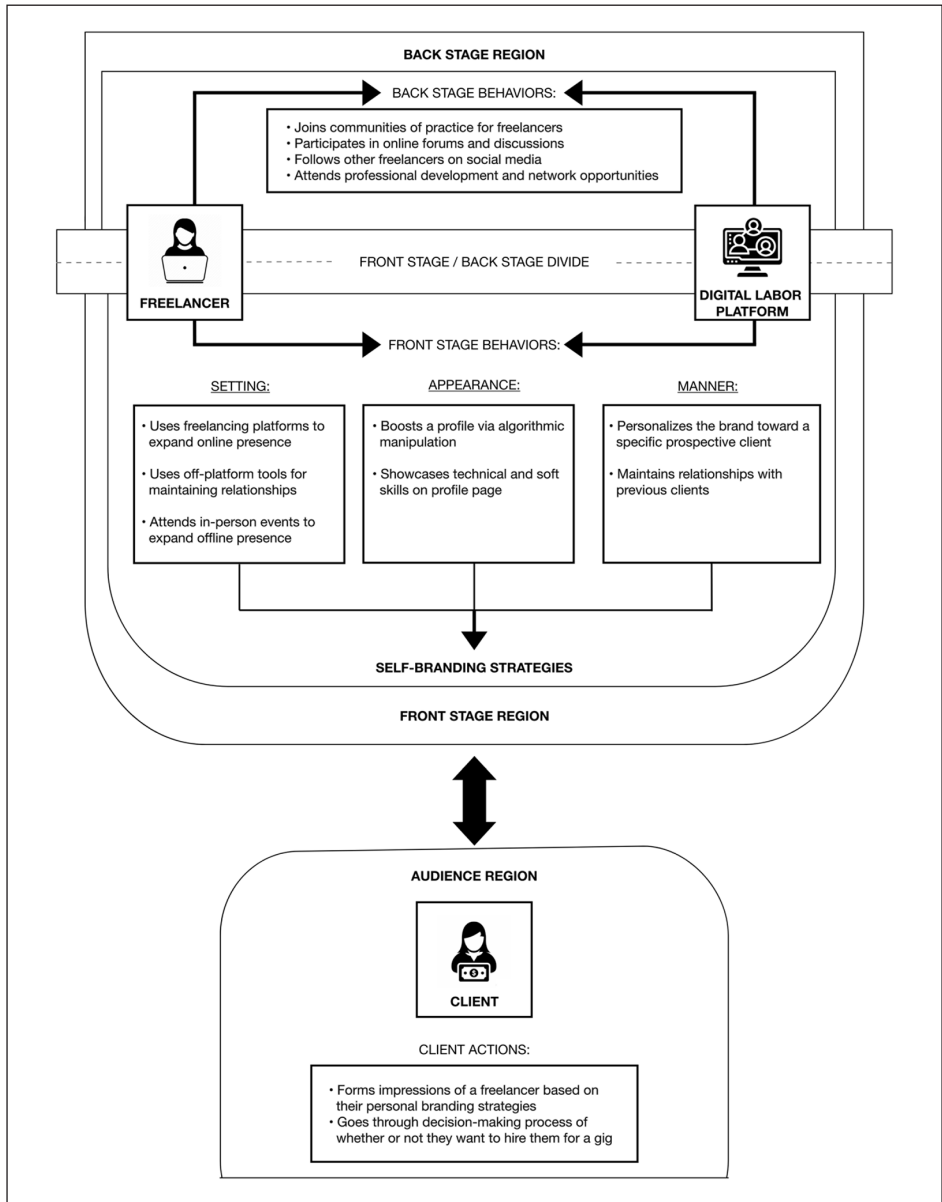 BACK STAGE REGION
BACK STAGE BEHAVIORS:
• Joins communities of practice for freelancers
• Participates in online forums and discussions
• Follows other freelancers on social media
• Attends professional development and network opportunities
FREELANCER
FRONT STAGE / BACK STAGE DIVIDE
DIGITAL LABOR
PLATFORM
FRONT STAGE BEHAVIORS:
SETTING:
• Uses freelancing platforms to
expand online presence
• Uses off-platform tools for
maintaining relationships
• Attends in-person events to
expand offline presence
APPEARANCE:
• Boosts a profile via algorithmic
manipulation
• Showcases technical and soft
skills on profile page
MANNER:
• Personalizes the brand toward a
specific prospective client
• Maintains relationships with
previous clients
SELF-BRANDING STRATEGIES
FRONT STAGE REGION
AUDIENCE REGION
$
CLIENT
CLIENT ACTIONS:
• Forms impressions of a freelancer based on
their personal branding strategies
• Goes through decision-making process of
whether or not they want to hire them for a gig